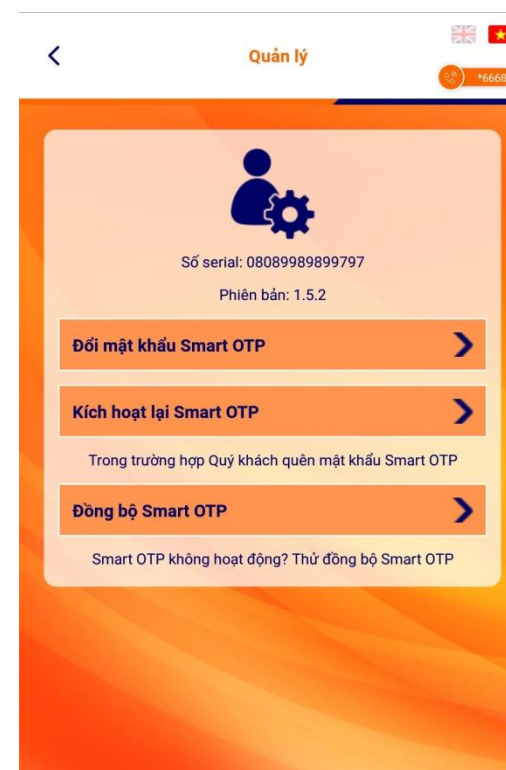 Quản lý
*6668
Số serial: 08089989899797
Phiên bản: 1.5.2
Đổi mật khẩu Smart OTP
Kích hoạt lại Smart OTP
Trong trường hợp Quý khách quên mật khẩu Smart OTP
Đồng bộ Smart OTP
Smart OTP không hoạt động? Thử đồng bộ Smart OTP